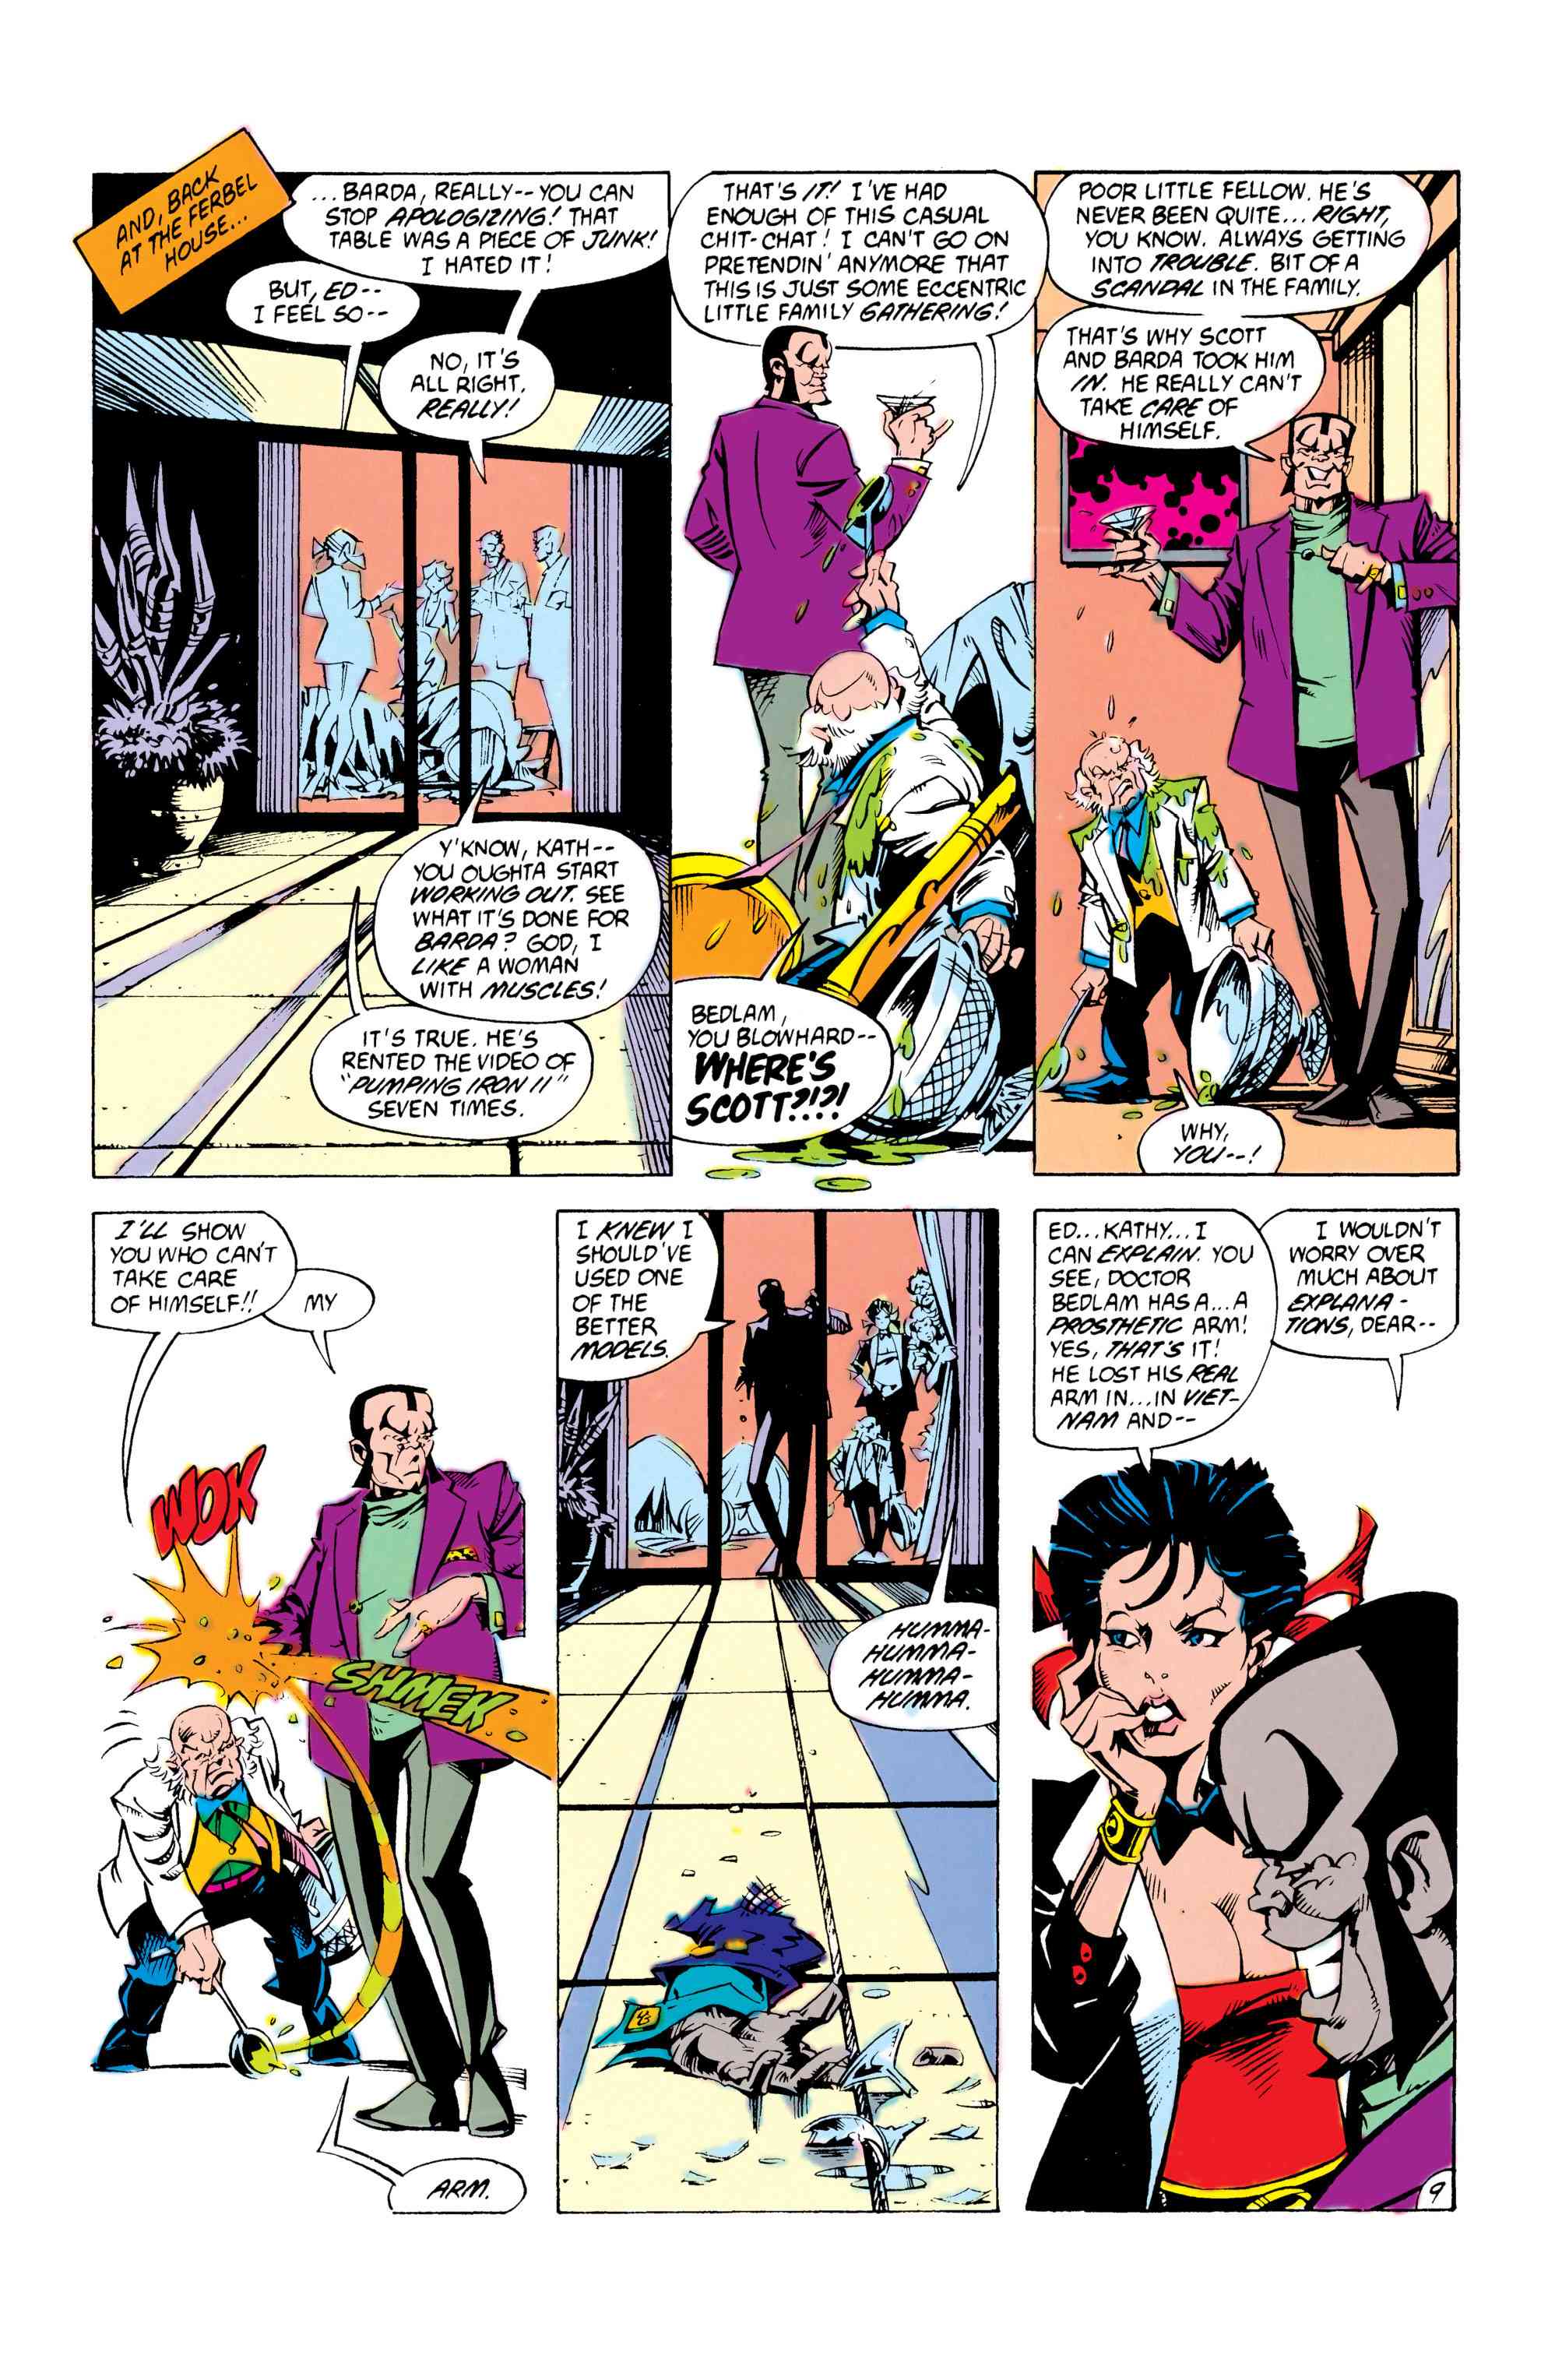 AND, BACK
AT THE FERBEL
HOUSE...
...BARDA, REALLY--YOU CAN
STOP APOLOGIZING! THAT
TABLE WAS A PIECE OF JUNK!
I HATED IT!
BUT, ED--
I FEEL SO--
NO, IT'S
ALL RIGHT.
REALLY!
Y'KNOW, KATH--
YOU OUGHTA START
WORKING OUT. SEE
WHAT IT'S DONE FOR
BARDA? GOD, I
LIKE A WOMAN
WITH MUSCLES!
IT'S TRUE. HE'S
RENTED THE VIDEO OF
"PUMPING IRON II"
SEVEN TIMES.
THAT'S IT! I'VE HAD
ENOUGH OF THIS CASUAL
CHIT-CHAT! I CAN'T GO ON
PRETENDIN' ANYMORE THAT
THIS IS JUST SOME ECCENTRIC
LITTLE FAMILY GATHERING!
BEDLAM,
YOU BLOWHARD--
WHERE'S
SCOTT?!?!
POOR LITTLE FELLOW. HE'S
NEVER BEEN QUITE... RIGHT,
YOU KNOW. ALWAYS GETTING
INTO TROUBLE. BIT OF A
SCANDAL IN THE FAMILY.
THAT'S WHY SCOTT
AND BARDA TOOK HIM
IN. HE REALLY CAN'T
TAKE CARE OF
HIMSELF.
WHY,
YOU--!
I'LL SHOW
YOU WHO CAN'T
TAKE CARE
OF HIMSELF!!
MY
WOK
SHMEK
ARM.
I KNEW I
SHOULD'VE
USED ONE
OF THE
BETTER
MODELS.
HUMMA-
HUMMA-
HUMMA-
HUMMA.
ED...KATHY...I
CAN EXPLAIN. YOU
SEE, DOCTOR
BEDLAM HAS A...A
PROSTHETIC ARM!
YES, THAT'S IT!
HE LOST HIS REAL
ARM IN...IN VIET-
NAM AND--
I WOULDN'T
WORRY OVER
MUCH ABOUT
EXPLANA-
TIONS, DEAR--
9